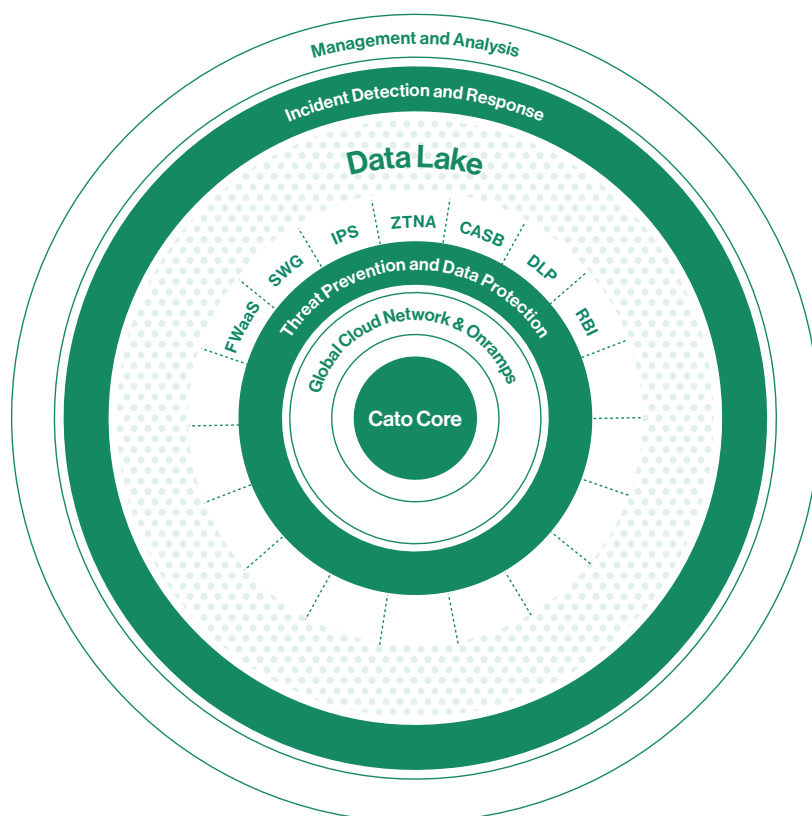 Management and Analysis
Incident Detection and Response
Data Lake
FWaaS
SWG
IPS
ZTNA
CASB
DLP
RBI
Threat Prevention and Data Protection
Global Cloud Network & Onramps
Cato Core